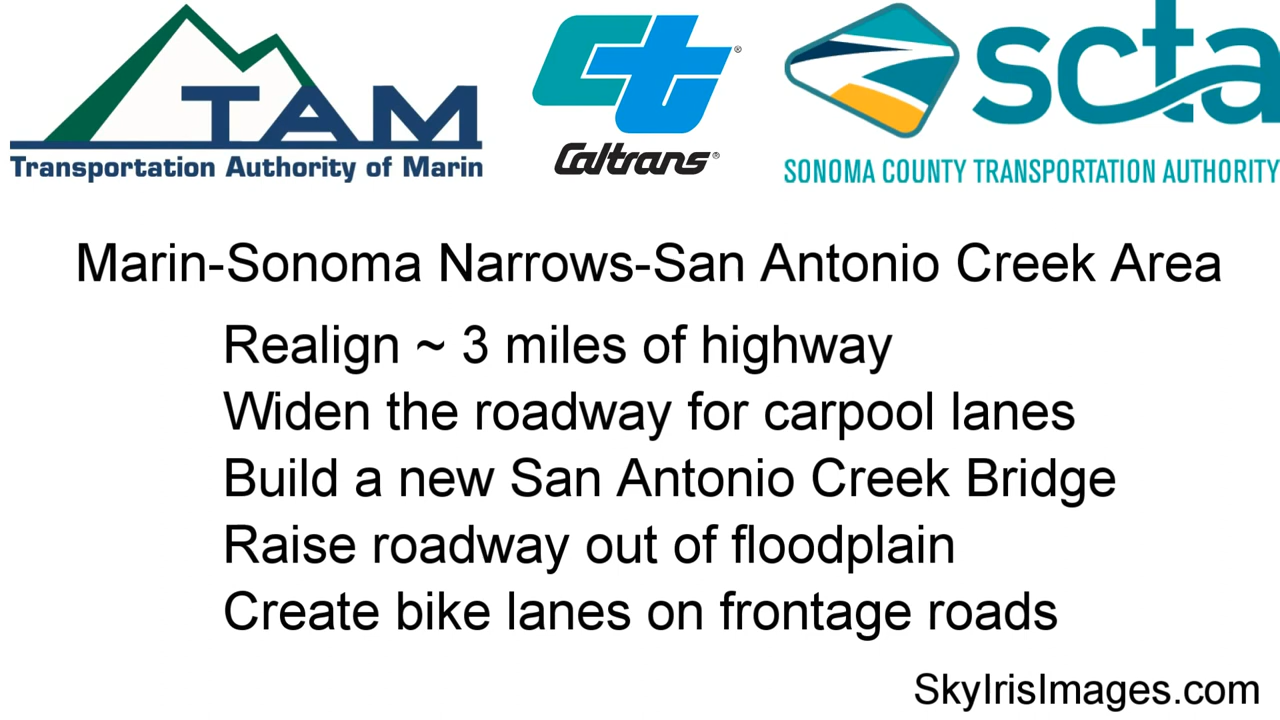 TAM
Transportation Authority of Marin
Ct®
Caltrans®
scta
SONOMA COUNTY TRANSPORTATION AUTHORITY
Marin-Sonoma Narrows-San Antonio Creek Area
Realign ~ 3 miles of highway
Widen the roadway for carpool lanes
Build a new San Antonio Creek Bridge
Raise roadway out of floodplain
Create bike lanes on frontage roads
SkyIrisImages.com